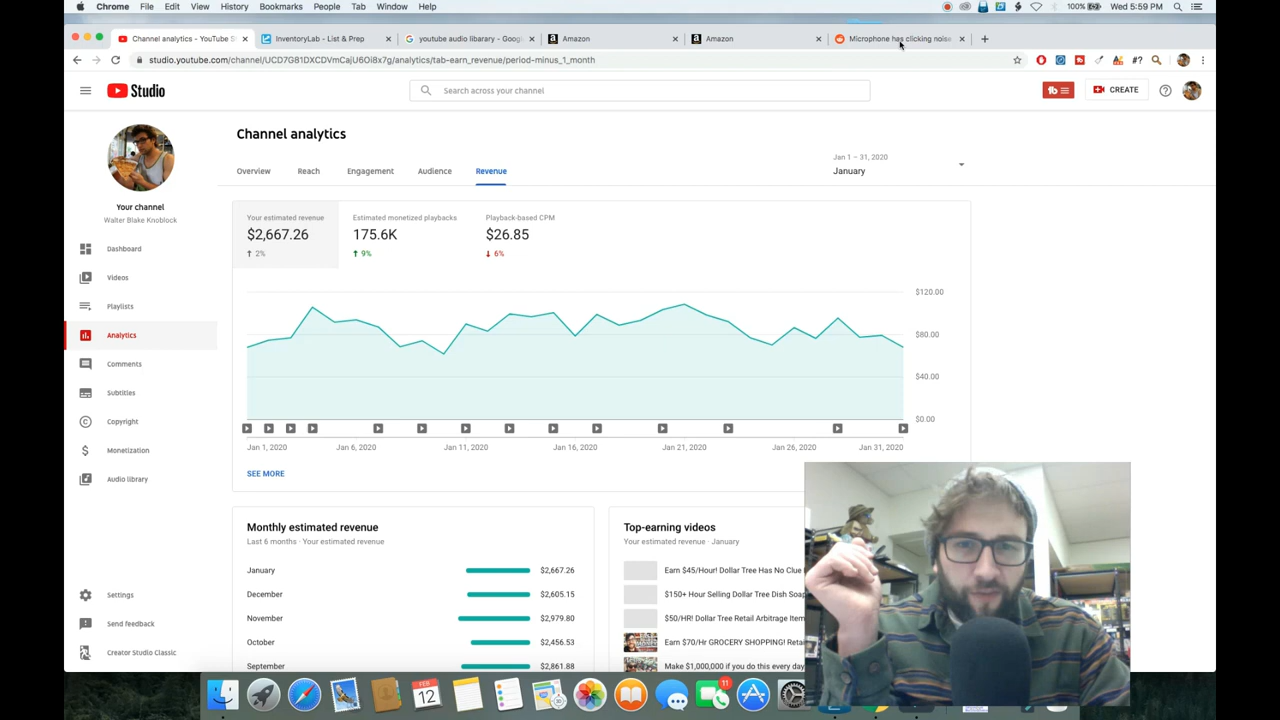 Chrome File Edit View History Bookmarks People Tab Window Help 100% Wed 5:59 PM
Channel analytics - YouTube S InventoryLab - List & Prep youtube audio libarary - Goog Amazon Amazon Microphone has clicking noise
studio.youtube.com/channel/UCD7G81DXCDVmCajU6Oi8x7g/analytics/tab-earn_revenue/period-minus_1_month
Studio Search across your channel CREATE
Channel analytics
Overview Reach Engagement Audience Revenue
Jan 1 – 31, 2020
January
Your channel
Walter Blake Knoblock
Dashboard
Videos
Playlists
Analytics
Comments
Subtitles
Copyright
Monetization
Audio library
Settings
Send feedback
Creator Studio Classic
Your estimated revenue Estimated monetized playbacks Playback-based CPM
$2,667.26 175.6K $26.85
2% 9% 6%
$120.00
$80.00
$40.00
$0.00
Jan 1, 2020 Jan 6, 2020 Jan 11, 2020 Jan 16, 2020 Jan 21, 2020 Jan 26, 2020 Jan 31, 2020
SEE MORE
Monthly estimated revenue
Last 6 months · Your estimated revenue
January $2,667.26
December $2,605.15
November $2,979.80
October $2,456.53
September $2,861.88
Top-earning videos
Your estimated revenue · January
Earn $45/Hour! Dollar Tree Has No Clue
$150+ Hour Selling Dollar Tree Dish Soap
$50/HR! Dollar Tree Retail Arbitrage Item
Earn $70/Hr GROCERY SHOPPING! Reta
Make $1,000,000 if you do this every day
FEB
12
11